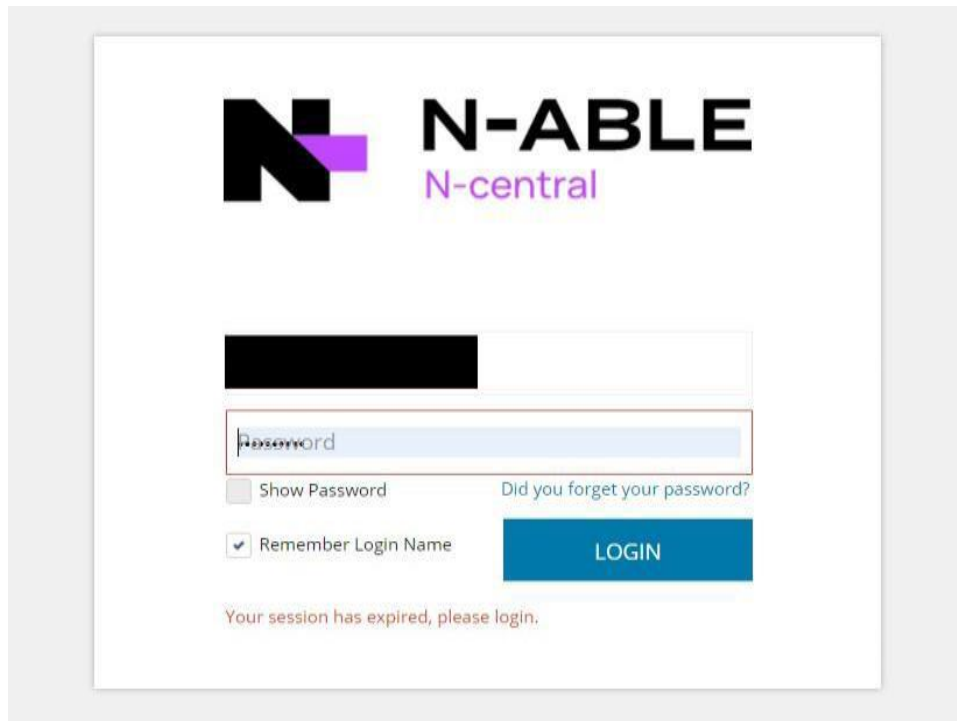 N-ABLE
N-central
Password
Show Password
Did you forget your password?
Remember Login Name
LOGIN
Your session has expired, please login.